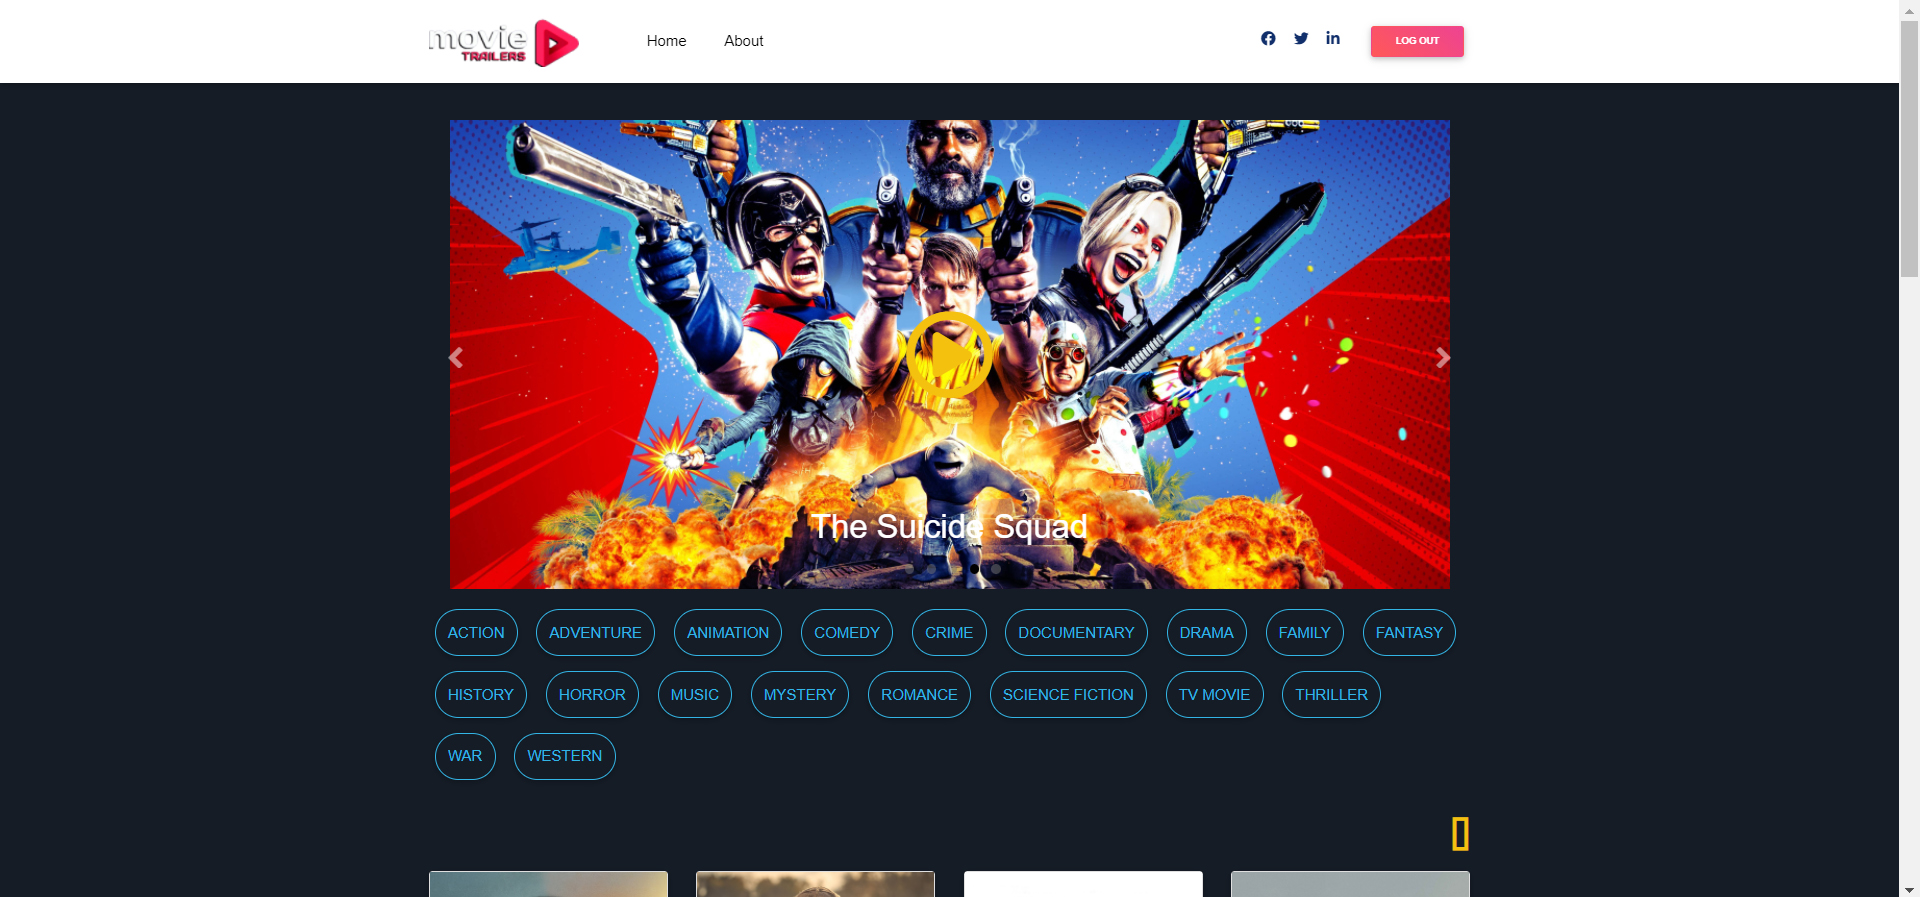 movie
TRAILERS
Home
About
LOG OUT
The Suicide Squad
ACTION
ADVENTURE
ANIMATION
COMEDY
CRIME
DOCUMENTARY
DRAMA
FAMILY
FANTASY
HISTORY
HORROR
MUSIC
MYSTERY
ROMANCE
SCIENCE FICTION
TV MOVIE
THRILLER
WAR
WESTERN